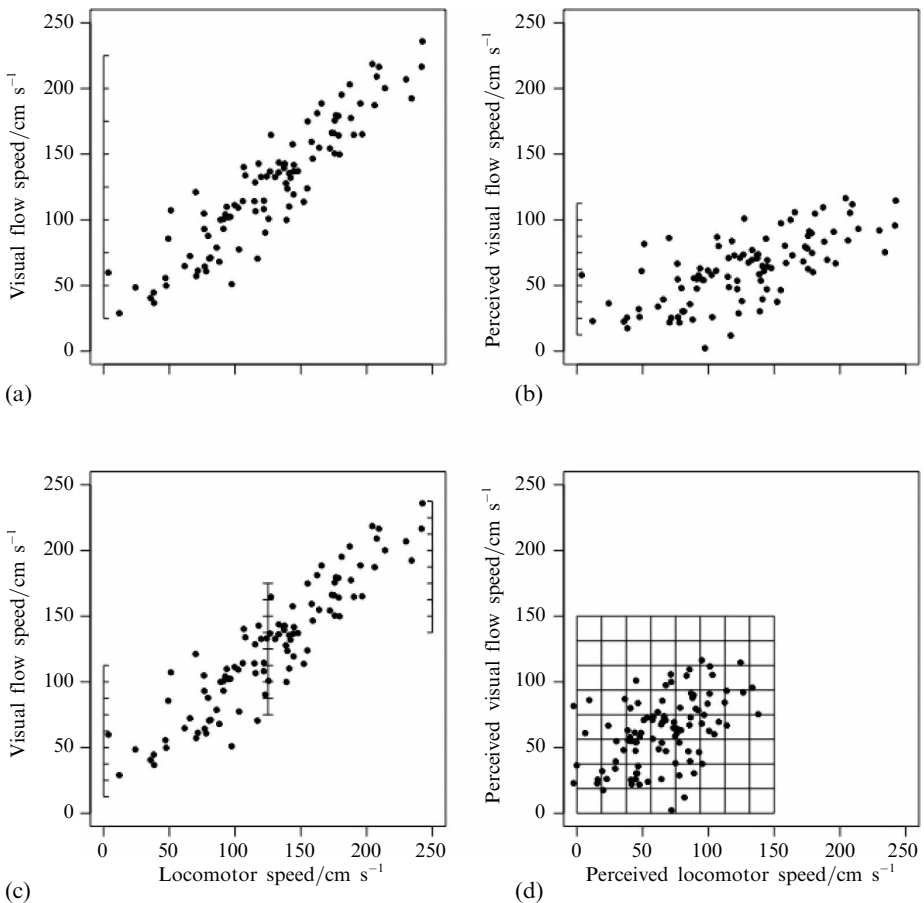 250
200
150
100
50
0
Visual flow speed/cm s⁻¹
(a)
250
200
150
100
50
0
Perceived visual flow speed/cm s⁻¹
(b)
250
200
150
100
50
0
Visual flow speed/cm s⁻¹
0 50 100 150 200 250
Locomotor speed/cm s⁻¹
(c)
250
200
150
100
50
0
Perceived visual flow speed/cm s⁻¹
0 50 100 150 200 250
Perceived locomotor speed/cm s⁻¹
(d)